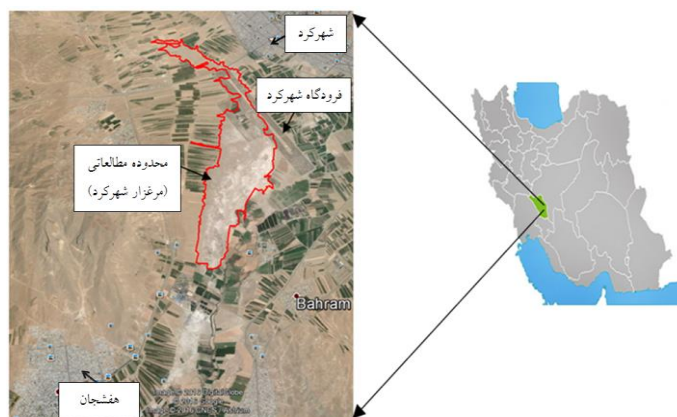 شهرکرد
فرودگاه شهرکرد
محدوده مطالعاتی
(مرغزار شهرکرد)
Bahram
هفشجان